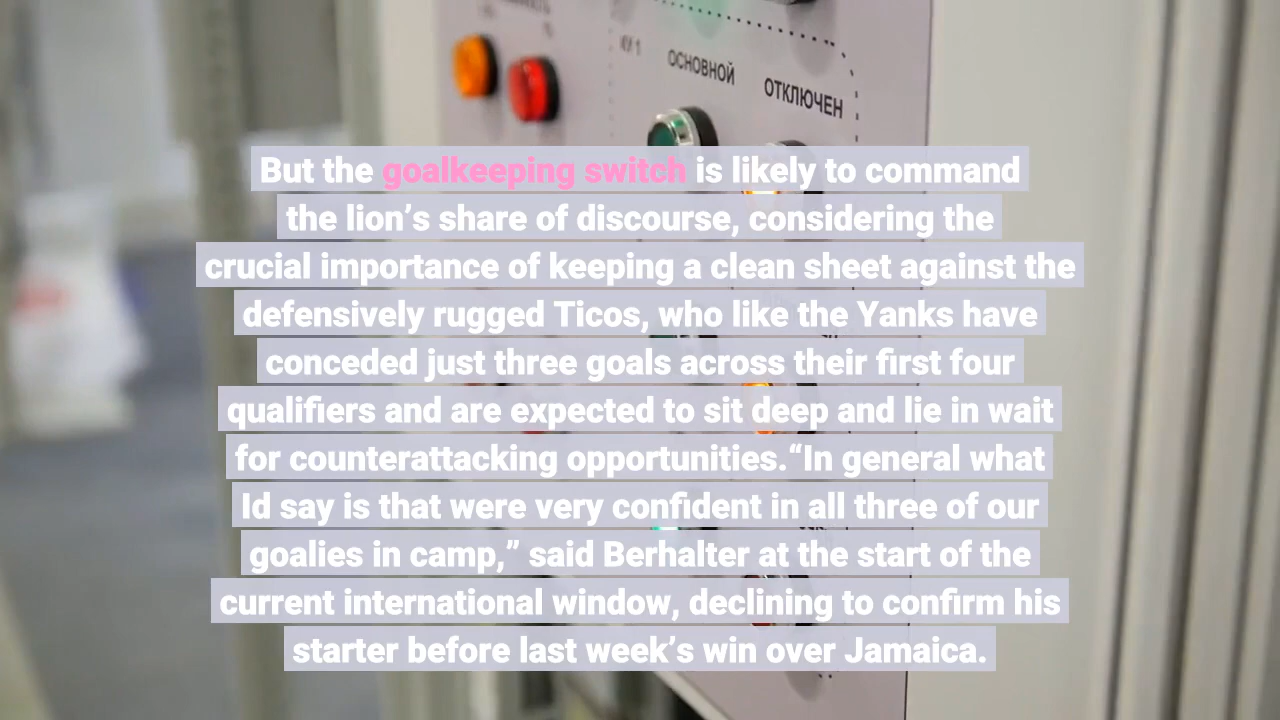 КУ 1
ОСНОВНОЙ
ОТКЛЮЧЕН
But the goalkeeping switch is likely to command
the lion’s share of discourse, considering the
crucial importance of keeping a clean sheet against the
defensively rugged Ticos, who like the Yanks have
conceded just three goals across their first four
qualifiers and are expected to sit deep and lie in wait
for counterattacking opportunities.“In general what
Id say is that were very confident in all three of our
goalies in camp,” said Berhalter at the start of the
current international window, declining to confirm his
starter before last week’s win over Jamaica.